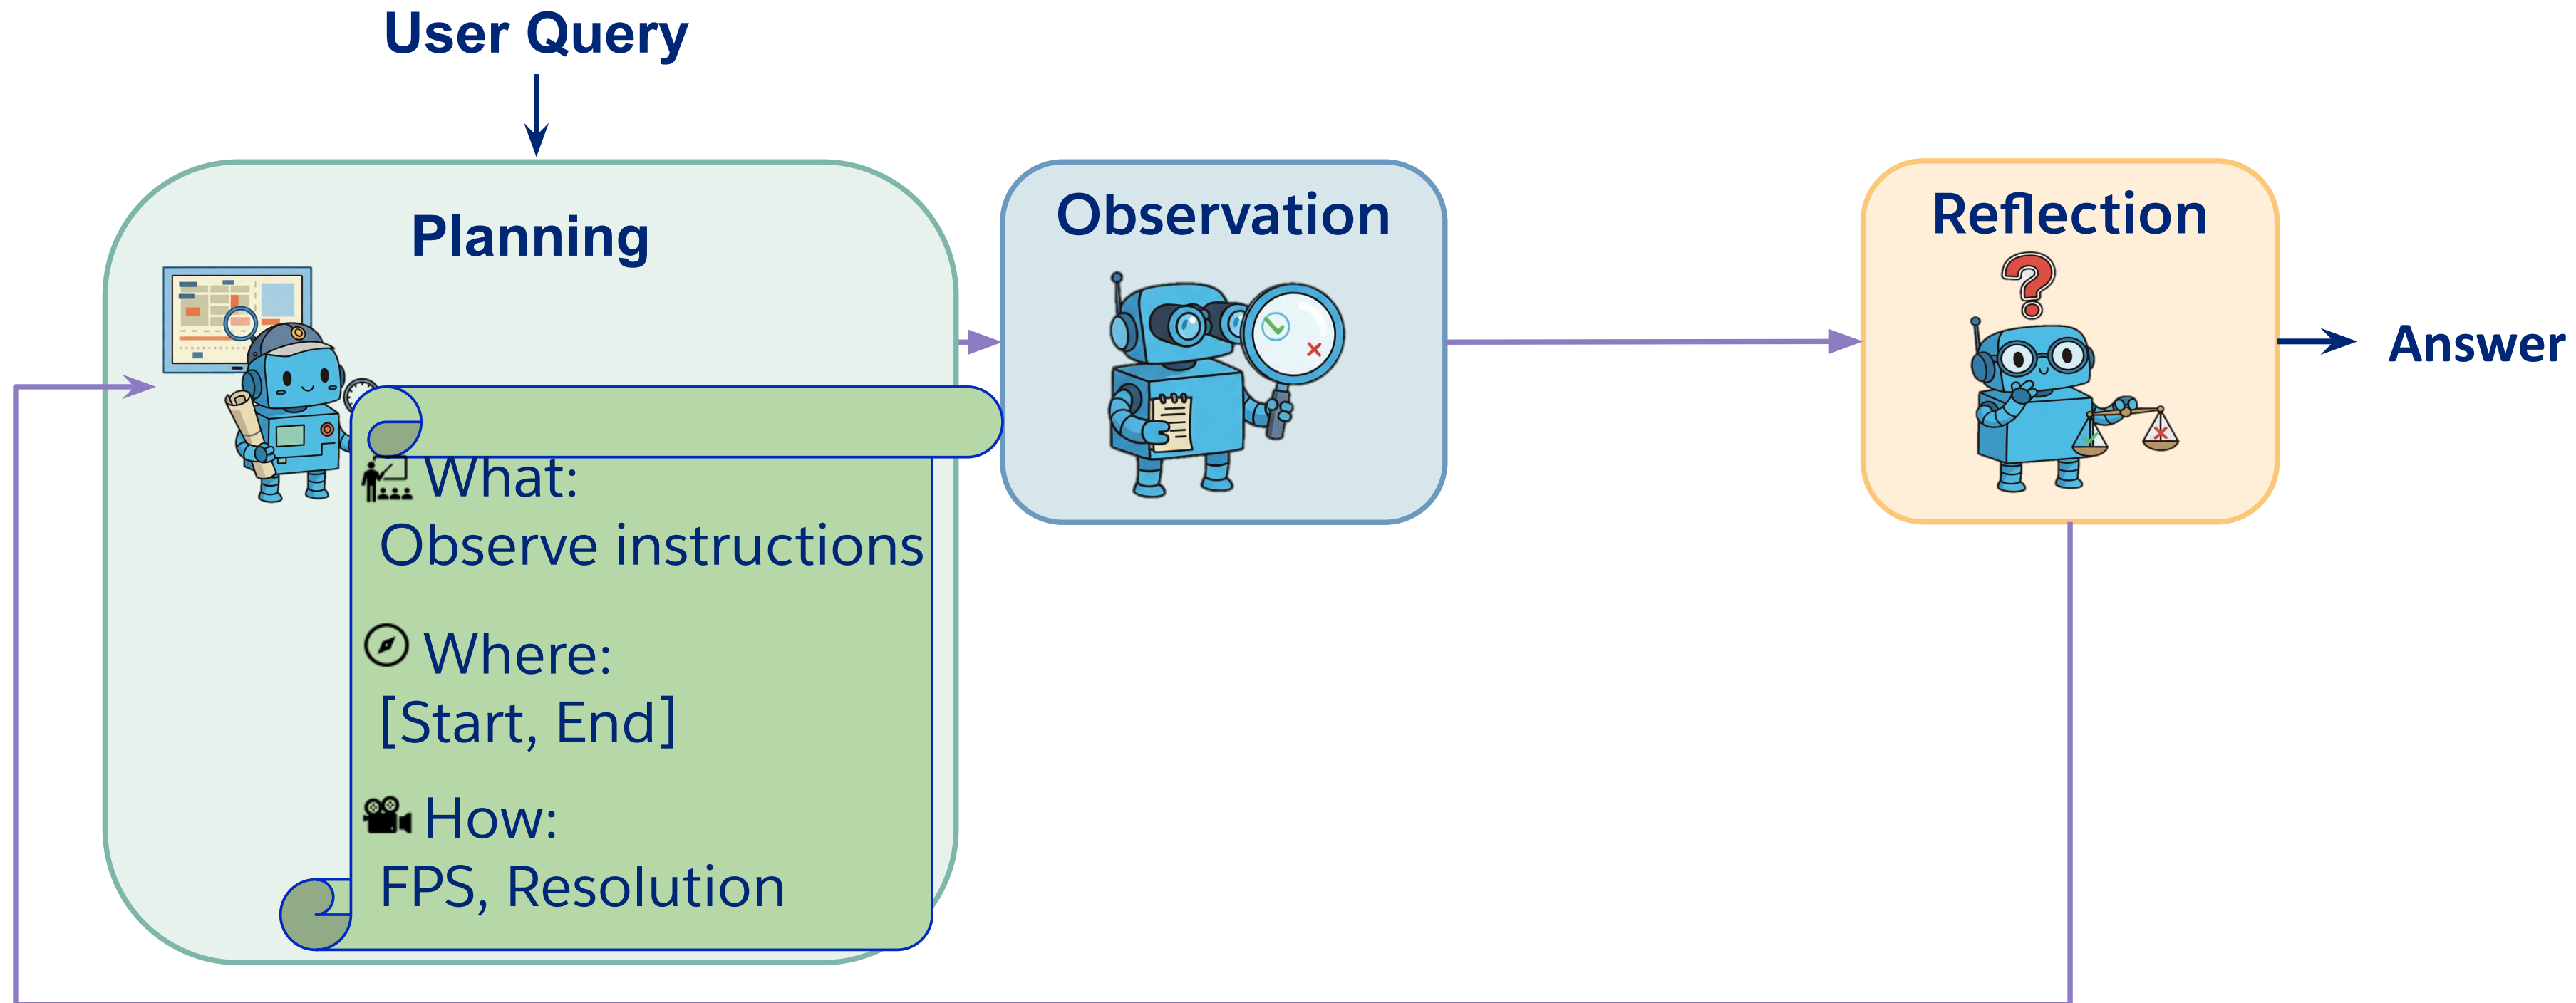 User Query
Planning
What:
Observe instructions
Where:
[Start, End]
How:
FPS, Resolution
Observation
Reflection
Answer